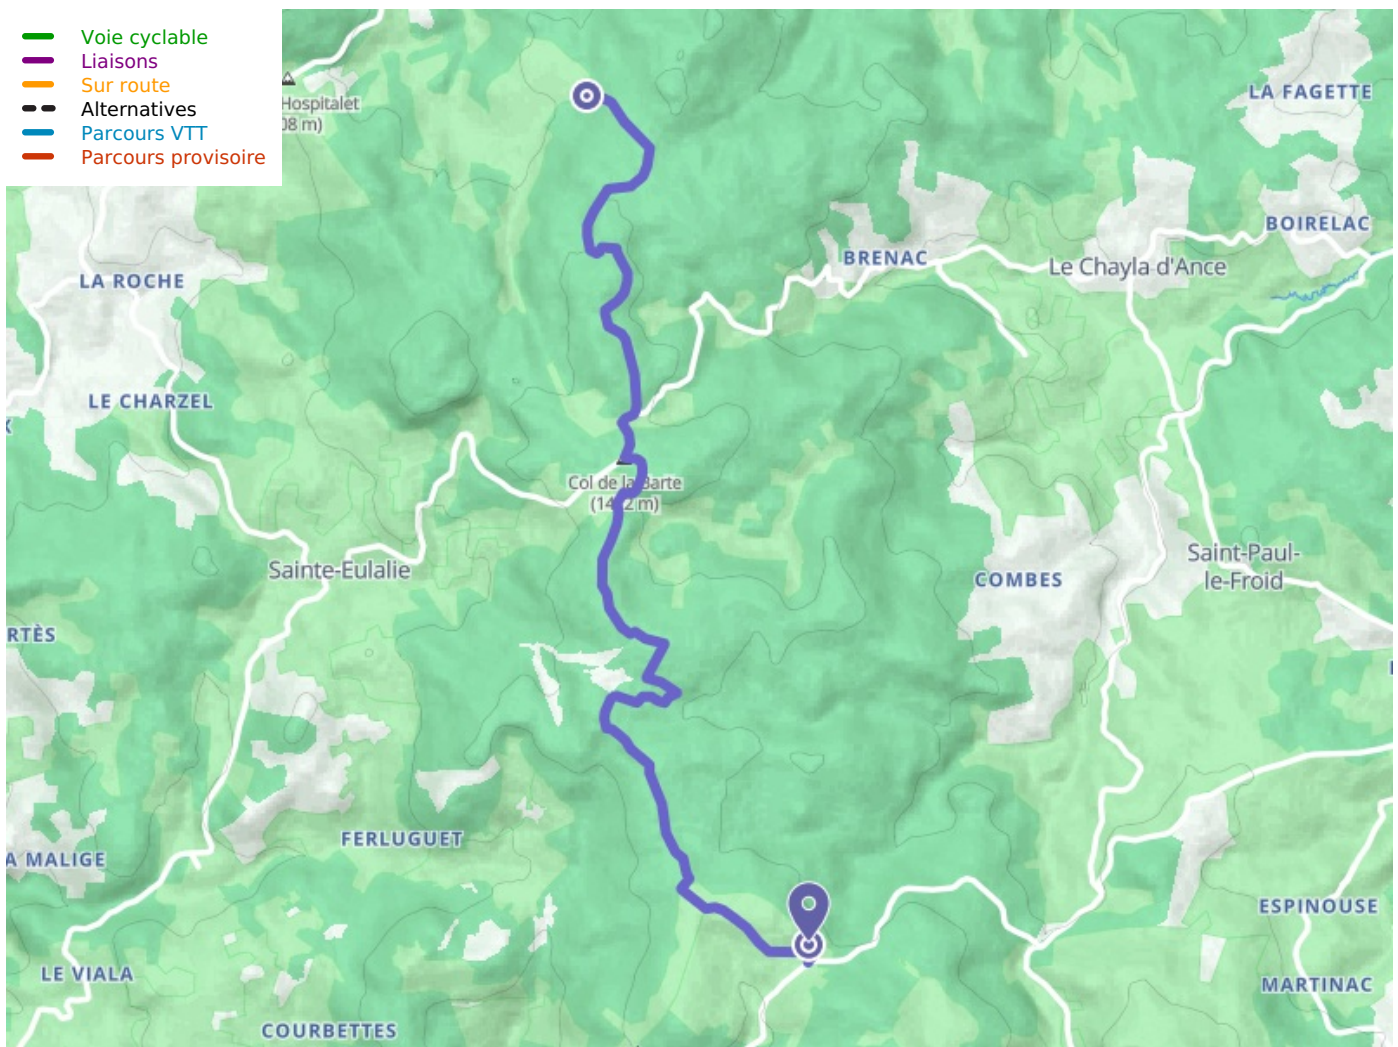 Voie cyclable
Liaisons
Sur route
Alternatives
Parcours VTT
Parcours provisoire
Hospitalet
08 m)
LA FAGETTE
BOIRELAC
BRENAC
Le Chayla d'Ance
LA ROCHE
LE CHARZEL
X
Col de la Barte
m)
Sainte-Eulalie
Saint-Paul-
le-Froid
COMBES
RTÈS
FERLUGUET
A MALIGE
ESPINOUSE
LE VIALA
MARTINAC
COURBETTES